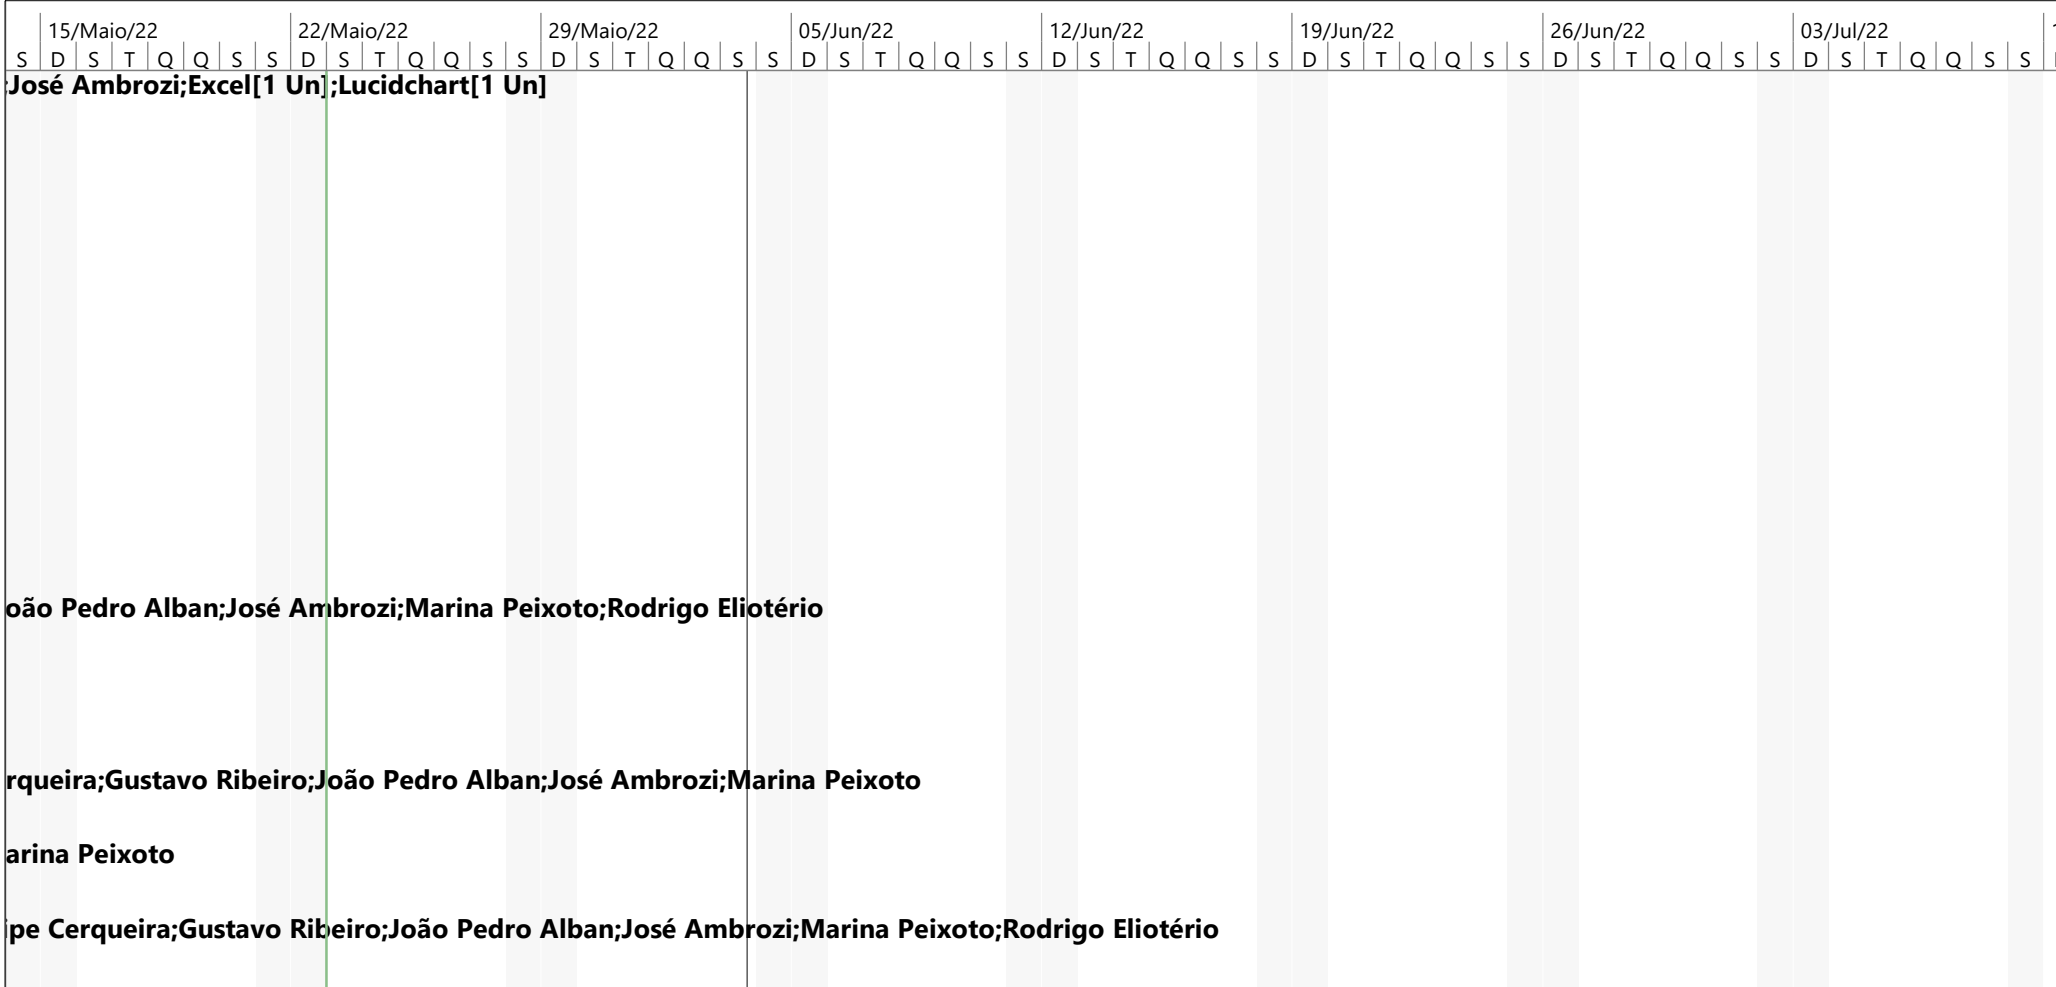 15/Maio/22 22/Maio/22 29/Maio/22 05/Jun/22 12/Jun/22 19/Jun/22 26/Jun/22 03/Jul/22
S D S T Q Q S S D S T Q Q S S D S T Q Q S S D S T Q Q S S D S T Q Q S S D S T Q Q S S D S T Q Q S S D S T Q Q S S
;José Ambrozi;Excel[1 Un];Lucidchart[1 Un]
oão Pedro Alban;José Ambrozi;Marina Peixoto;Rodrigo Eliotério
rqueira;Gustavo Ribeiro;João Pedro Alban;José Ambrozi;Marina Peixoto
arina Peixoto
ipe Cerqueira;Gustavo Ribeiro;João Pedro Alban;José Ambrozi;Marina Peixoto;Rodrigo Eliotério